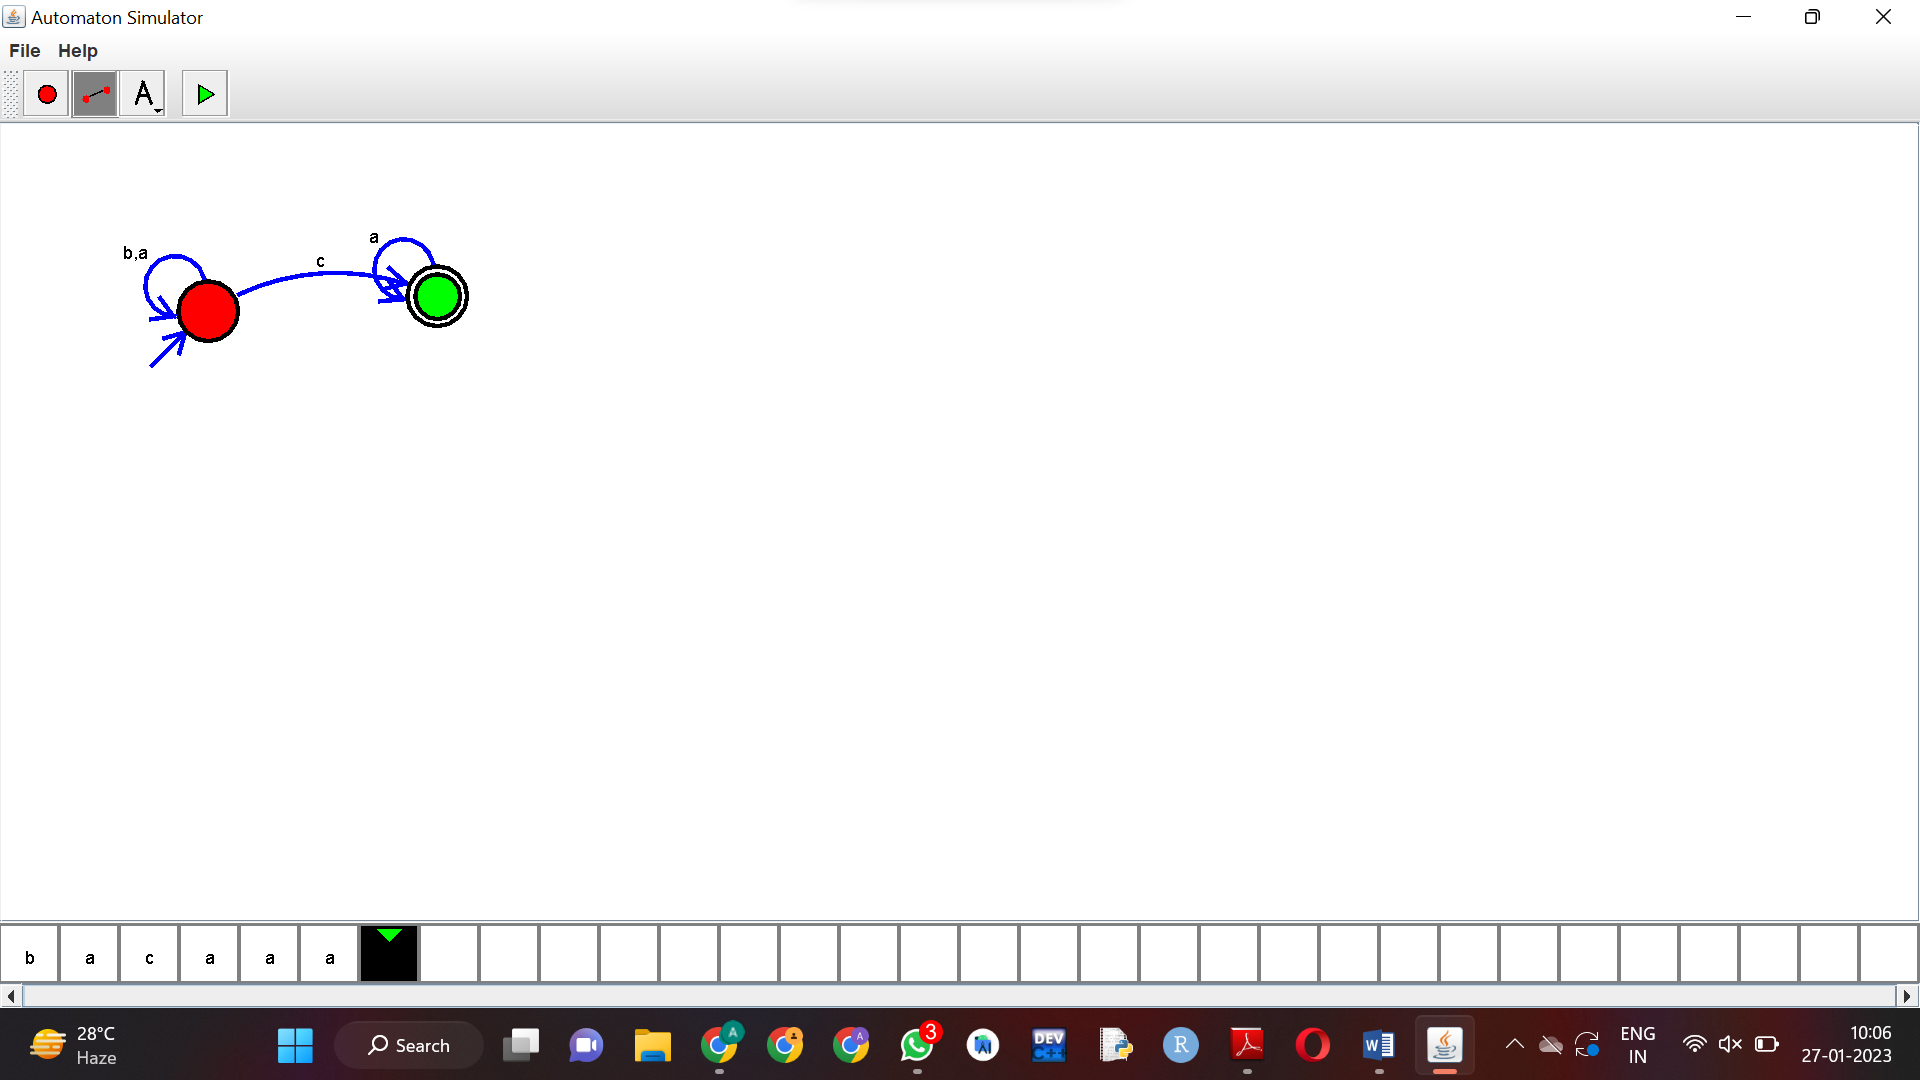 Automaton Simulator
File Help
A
b,a
c
a
b a c a a a
28°C
Haze
Search
A
A
3
DEV
C++
R
W
ENG
IN
10:06
27-01-2023